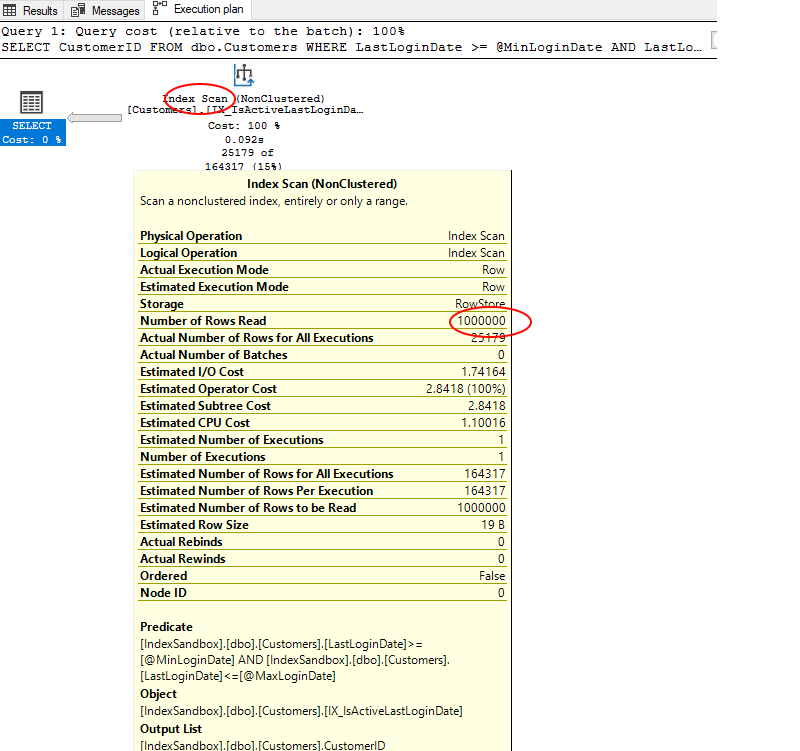 Results Messages Execution plan
Query 1: Query cost (relative to the batch): 100%
SELECT CustomerID FROM dbo.Customers WHERE LastLoginDate >= @MinLoginDate AND LastLo…
Index Scan (NonClustered)
[Customers].[IX_IsActiveLastLoginDa…
SELECT
Cost: 0 %
Cost: 100 %
0.092s
25179 of
164317 (15%)
Index Scan (NonClustered)
Scan a nonclustered index, entirely or only a range.
Physical Operation Index Scan
Logical Operation Index Scan
Actual Execution Mode Row
Estimated Execution Mode Row
Storage RowStore
Number of Rows Read 1000000
Actual Number of Rows for All Executions 25179
Actual Number of Batches 0
Estimated I/O Cost 1.74164
Estimated Operator Cost 2.8418 (100%)
Estimated Subtree Cost 2.8418
Estimated CPU Cost 1.10016
Estimated Number of Executions 1
Number of Executions 1
Estimated Number of Rows for All Executions 164317
Estimated Number of Rows Per Execution 164317
Estimated Number of Rows to be Read 1000000
Estimated Row Size 19 B
Actual Rebinds 0
Actual Rewinds 0
Ordered False
Node ID 0
Predicate
[IndexSandbox].[dbo].[Customers].[LastLoginDate]>=
[@MinLoginDate] AND [IndexSandbox].[dbo].[Customers].
[LastLoginDate]<=[@MaxLoginDate]
Object
[IndexSandbox].[dbo].[Customers].[IX_IsActiveLastLoginDate]
Output List
[IndexSandbox].[dbo].[Customers].CustomerID